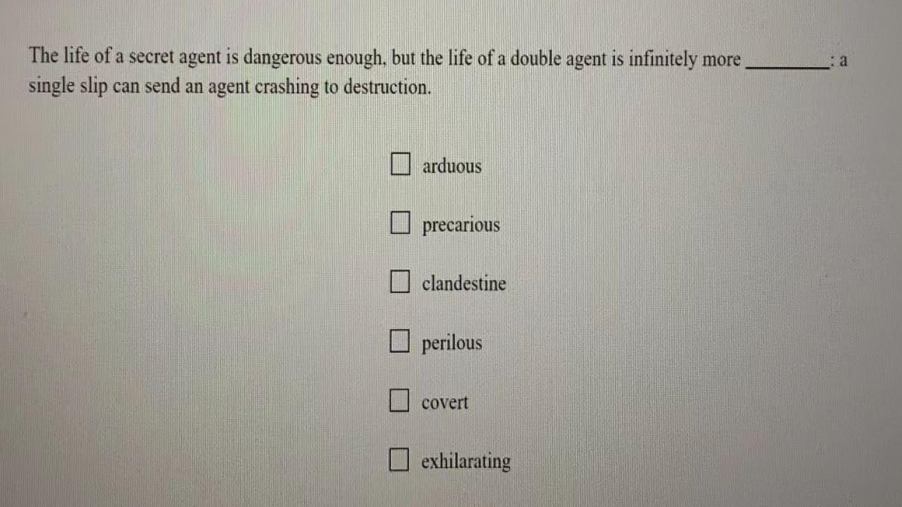 The life of a secret agent is dangerous enough, but the life of a double agent is infinitely more _________: a
single slip can send an agent crashing to destruction.
arduous
precarious
clandestine
perilous
covert
exhilarating